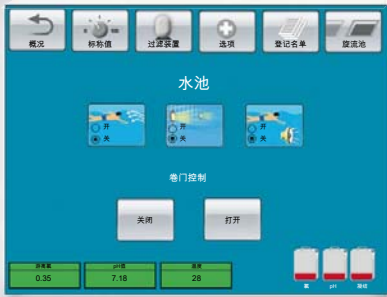 概况 标称值 过滤装置 选项 登记名单 旋流池
水池
开 开 开
关 关 关
卷门控制
关闭 打开
游离氯 pH值 温度
0.35 7.18 28
氯 pH